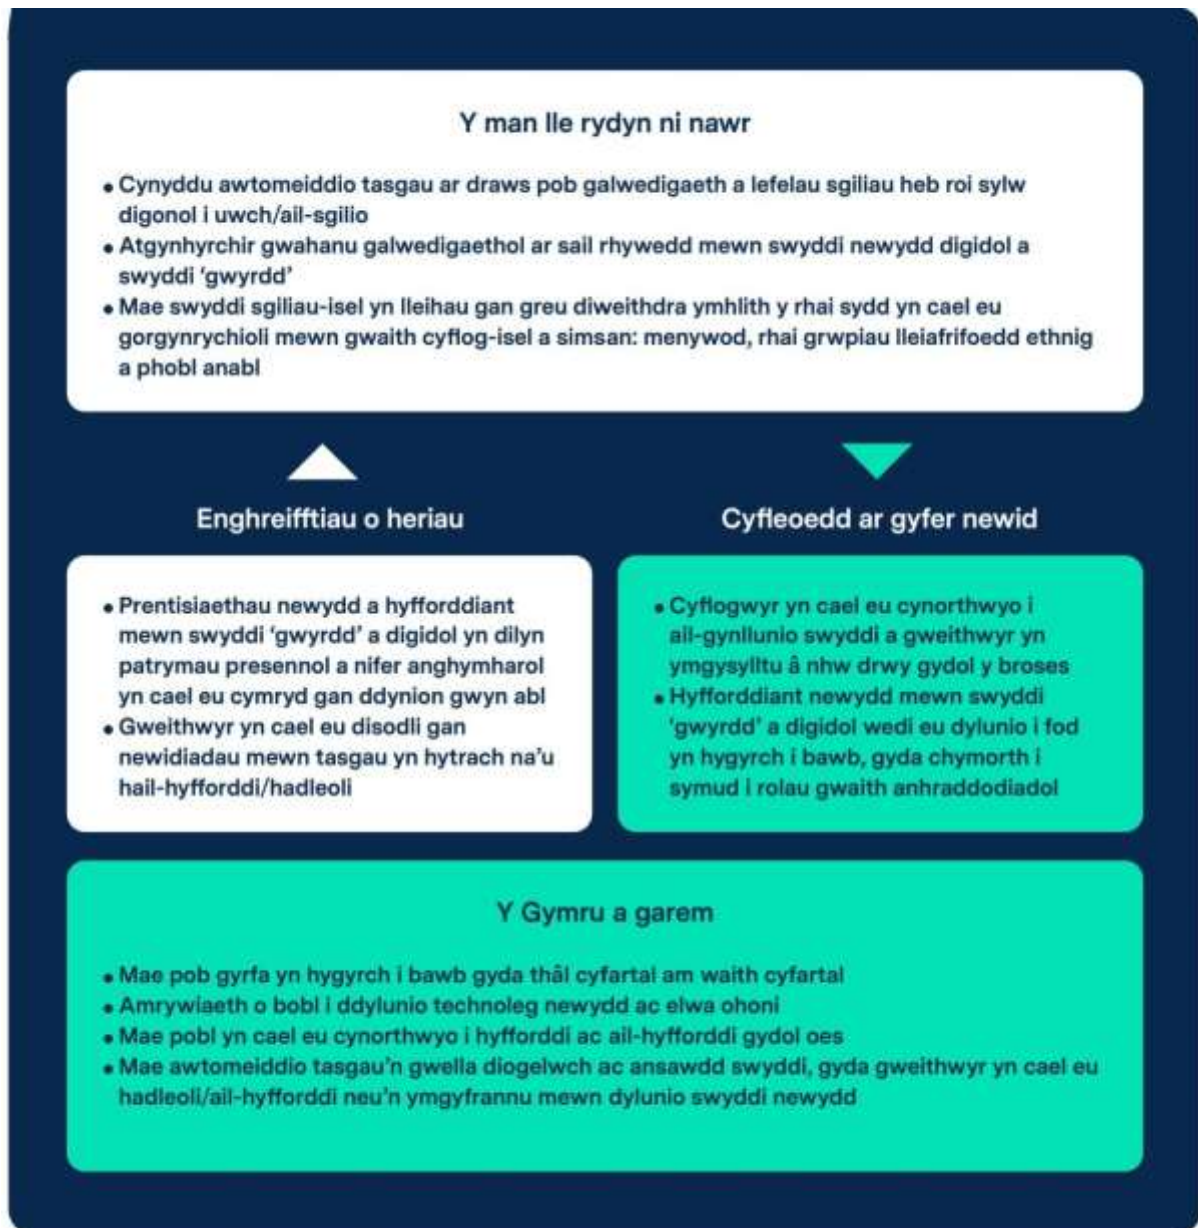 Y man lle rydyn ni nawr
• Cynyddu awtomeiddio tasgau ar draws pob galwedigaeth a lefelau sgiliau heb roi sylw
digonol i uwch/ail-sgilio
• Atgynhyrchir gwahanu galwedigaethol ar sail rhywedd mewn swyddi newydd digidol a
swyddi ‘gwyrdd’
• Mae swyddi sgiliau-isel yn lleihau gan greu diweithdra ymhlith y rhai sydd yn cael eu
gorgynrychioli mewn gwaith cyflog-isel a simsan: menywod, rhai grwpiau lleiafrifoedd ethnig
a phobl anabl
Enghreifftiau o heriau
• Prentisiaethau newydd a hyfforddiant
mewn swyddi ‘gwyrdd’ a digidol yn dilyn
patrymau presennol a nifer anghymharol
yn cael eu cymryd gan ddynion gwyn abl
• Gweithwyr yn cael eu disodli gan
newidiadau mewn tasgau yn hytrach na’u
hail-hyfforddi/hadleoli
Cyfleoedd ar gyfer newid
• Cyflogwyr yn cael eu cynorthwyo i
ail-gynllunio swyddi a gweithwyr yn
ymgysylltu â nhw drwy gydol y broses
• Hyfforddiant newydd mewn swyddi
‘gwyrdd’ a digidol wedi eu dylunio i fod
yn hygyrch i bawb, gyda chymorth i
symud i rolau gwaith anhraddodiadol
Y Gymru a garem
• Mae pob gyrfa yn hygyrch i bawb gyda thâl cyfartal am waith cyfartal
• Amrywiaeth o bobl i ddylunio technoleg newydd ac elwa ohoni
• Mae pobl yn cael eu cynorthwyo i hyfforddi ac ail-hyfforddi gydol oes
• Mae awtomeiddio tasgau’n gwella diogelwch ac ansawdd swyddi, gyda gweithwyr yn cael eu
hadleoli/ail-hyfforddi neu’n ymgyfrannu mewn dylunio swyddi newydd